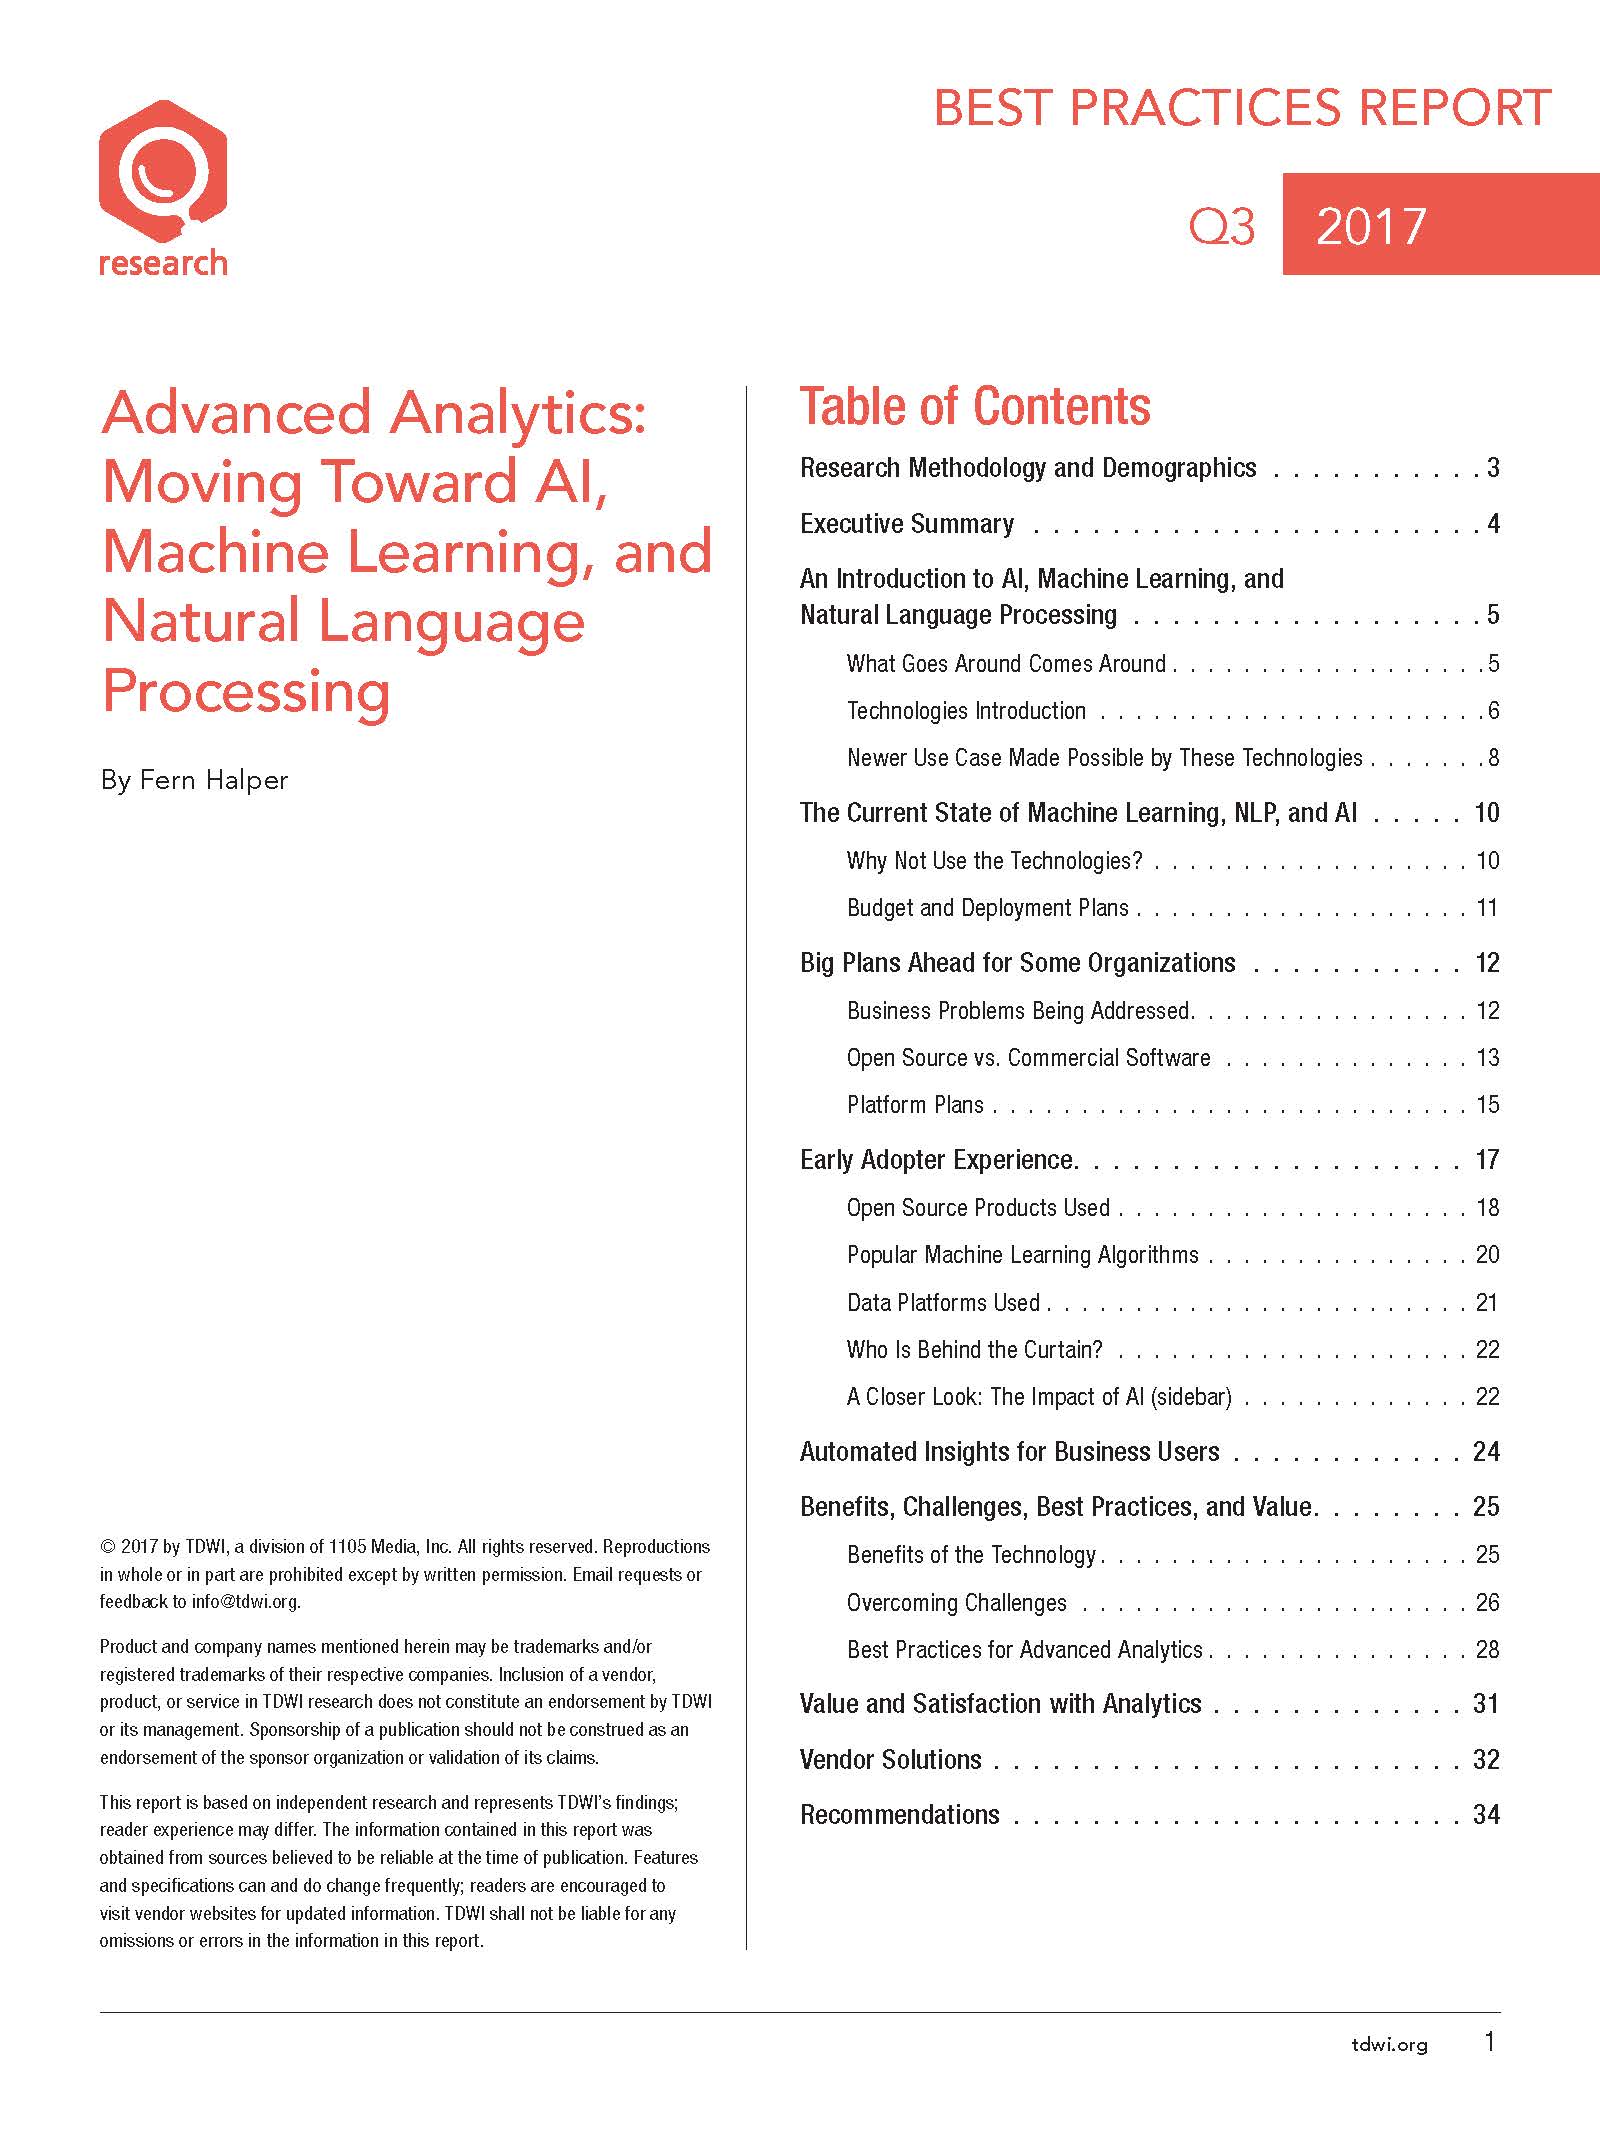 BEST PRACTICES REPORT
Q3 2017
research
Advanced Analytics:
Moving Toward AI,
Machine Learning, and
Natural Language
Processing
By Fern Halper
© 2017 by TDWI, a division of 1105 Media, Inc. All rights reserved. Reproductions
in whole or in part are prohibited except by written permission. Email requests or
feedback to info@tdwi.org.
Product and company names mentioned herein may be trademarks and/or
registered trademarks of their respective companies. Inclusion of a vendor,
product, or service in TDWI research does not constitute an endorsement by TDWI
or its management. Sponsorship of a publication should not be construed as an
endorsement of the sponsor organization or validation of its claims.
This report is based on independent research and represents TDWI's findings;
reader experience may differ. The information contained in this report was
obtained from sources believed to be reliable at the time of publication. Features
and specifications can and do change frequently; readers are encouraged to
visit vendor websites for updated information. TDWI shall not be liable for any
omissions or errors in the information in this report.
Table of Contents
Research Methodology and Demographics . . . . . . . . . . . 3
Executive Summary . . . . . . . . . . . . . . . . . . . . . . . 4
An Introduction to AI, Machine Learning, and
Natural Language Processing . . . . . . . . . . . . . . . . . . 5
What Goes Around Comes Around . . . . . . . . . . . . . . . . . . 5
Technologies Introduction . . . . . . . . . . . . . . . . . . . . . . 6
Newer Use Case Made Possible by These Technologies . . . . . . . 8
The Current State of Machine Learning, NLP, and AI . . . . . 10
Why Not Use the Technologies? . . . . . . . . . . . . . . . . . . 10
Budget and Deployment Plans . . . . . . . . . . . . . . . . . . . 11
Big Plans Ahead for Some Organizations . . . . . . . . . . . 12
Business Problems Being Addressed. . . . . . . . . . . . . . . . 12
Open Source vs. Commercial Software . . . . . . . . . . . . . . 13
Platform Plans . . . . . . . . . . . . . . . . . . . . . . . . . . . 15
Early Adopter Experience. . . . . . . . . . . . . . . . . . . . 17
Open Source Products Used . . . . . . . . . . . . . . . . . . . . 18
Popular Machine Learning Algorithms . . . . . . . . . . . . . . . 20
Data Platforms Used . . . . . . . . . . . . . . . . . . . . . . . . 21
Who Is Behind the Curtain? . . . . . . . . . . . . . . . . . . . . 22
A Closer Look: The Impact of AI (sidebar) . . . . . . . . . . . . . 22
Automated Insights for Business Users . . . . . . . . . . . . 24
Benefits, Challenges, Best Practices, and Value. . . . . . . . 25
Benefits of the Technology . . . . . . . . . . . . . . . . . . . . . 25
Overcoming Challenges . . . . . . . . . . . . . . . . . . . . . . 26
Best Practices for Advanced Analytics . . . . . . . . . . . . . . . 28
Value and Satisfaction with Analytics . . . . . . . . . . . . . 31
Vendor Solutions . . . . . . . . . . . . . . . . . . . . . . . . 32
Recommendations . . . . . . . . . . . . . . . . . . . . . . . 34
tdwi.org 1